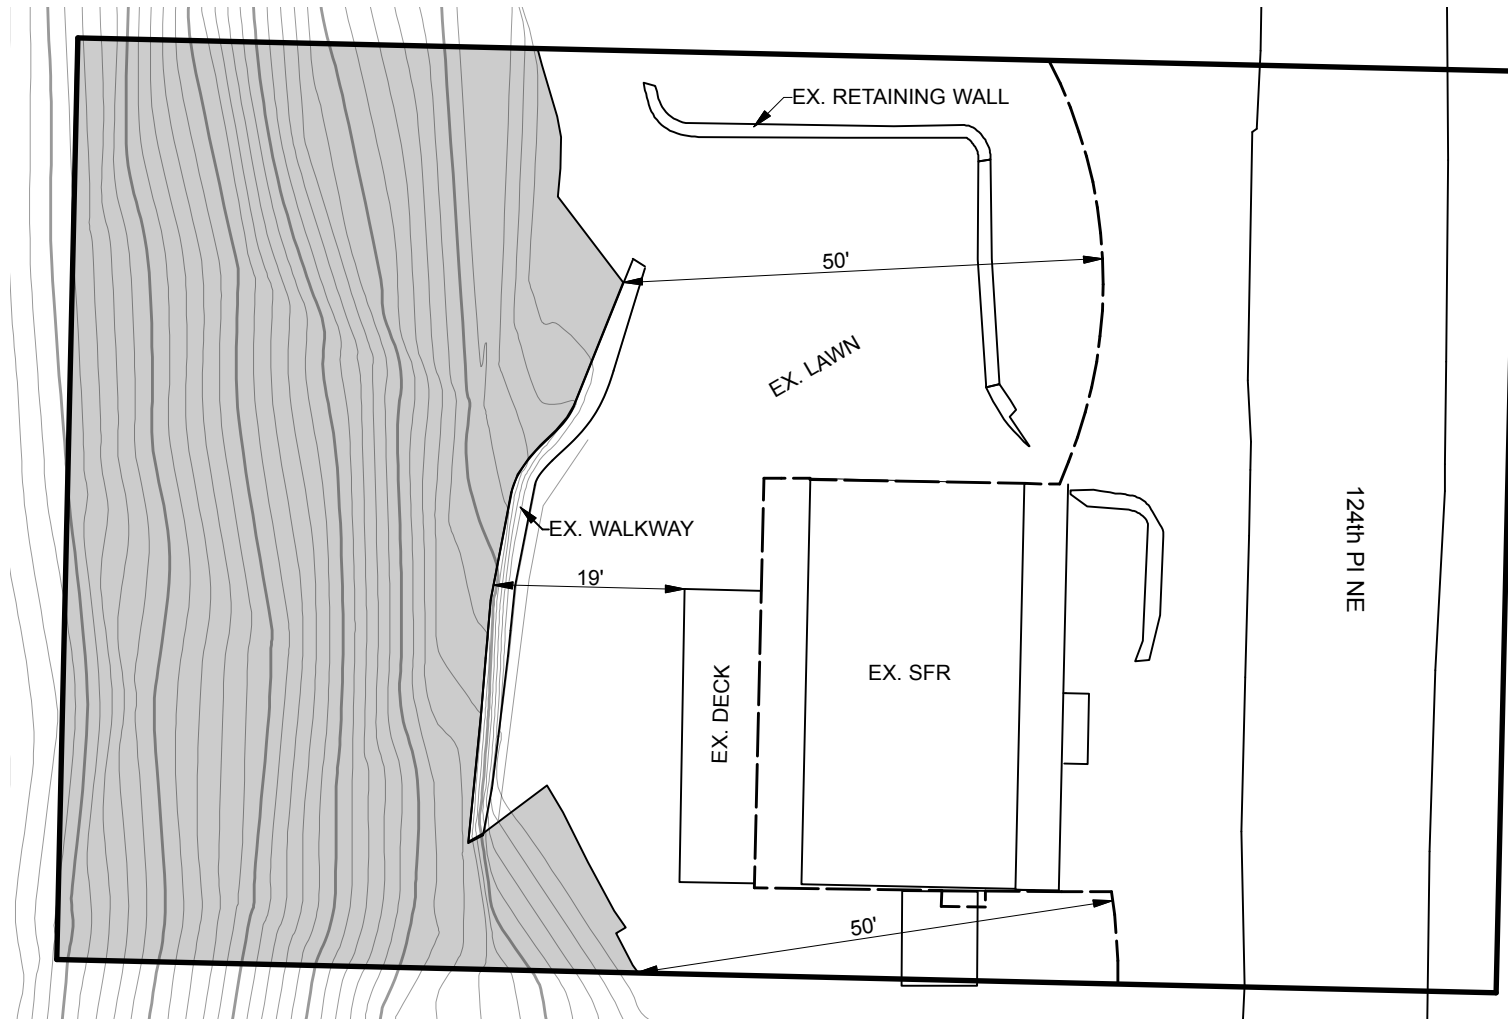 EX. RETAINING WALL
50'
EX. LAWN
EX. WALKWAY
19'
EX. DECK
EX. SFR
124th Pl NE
50'